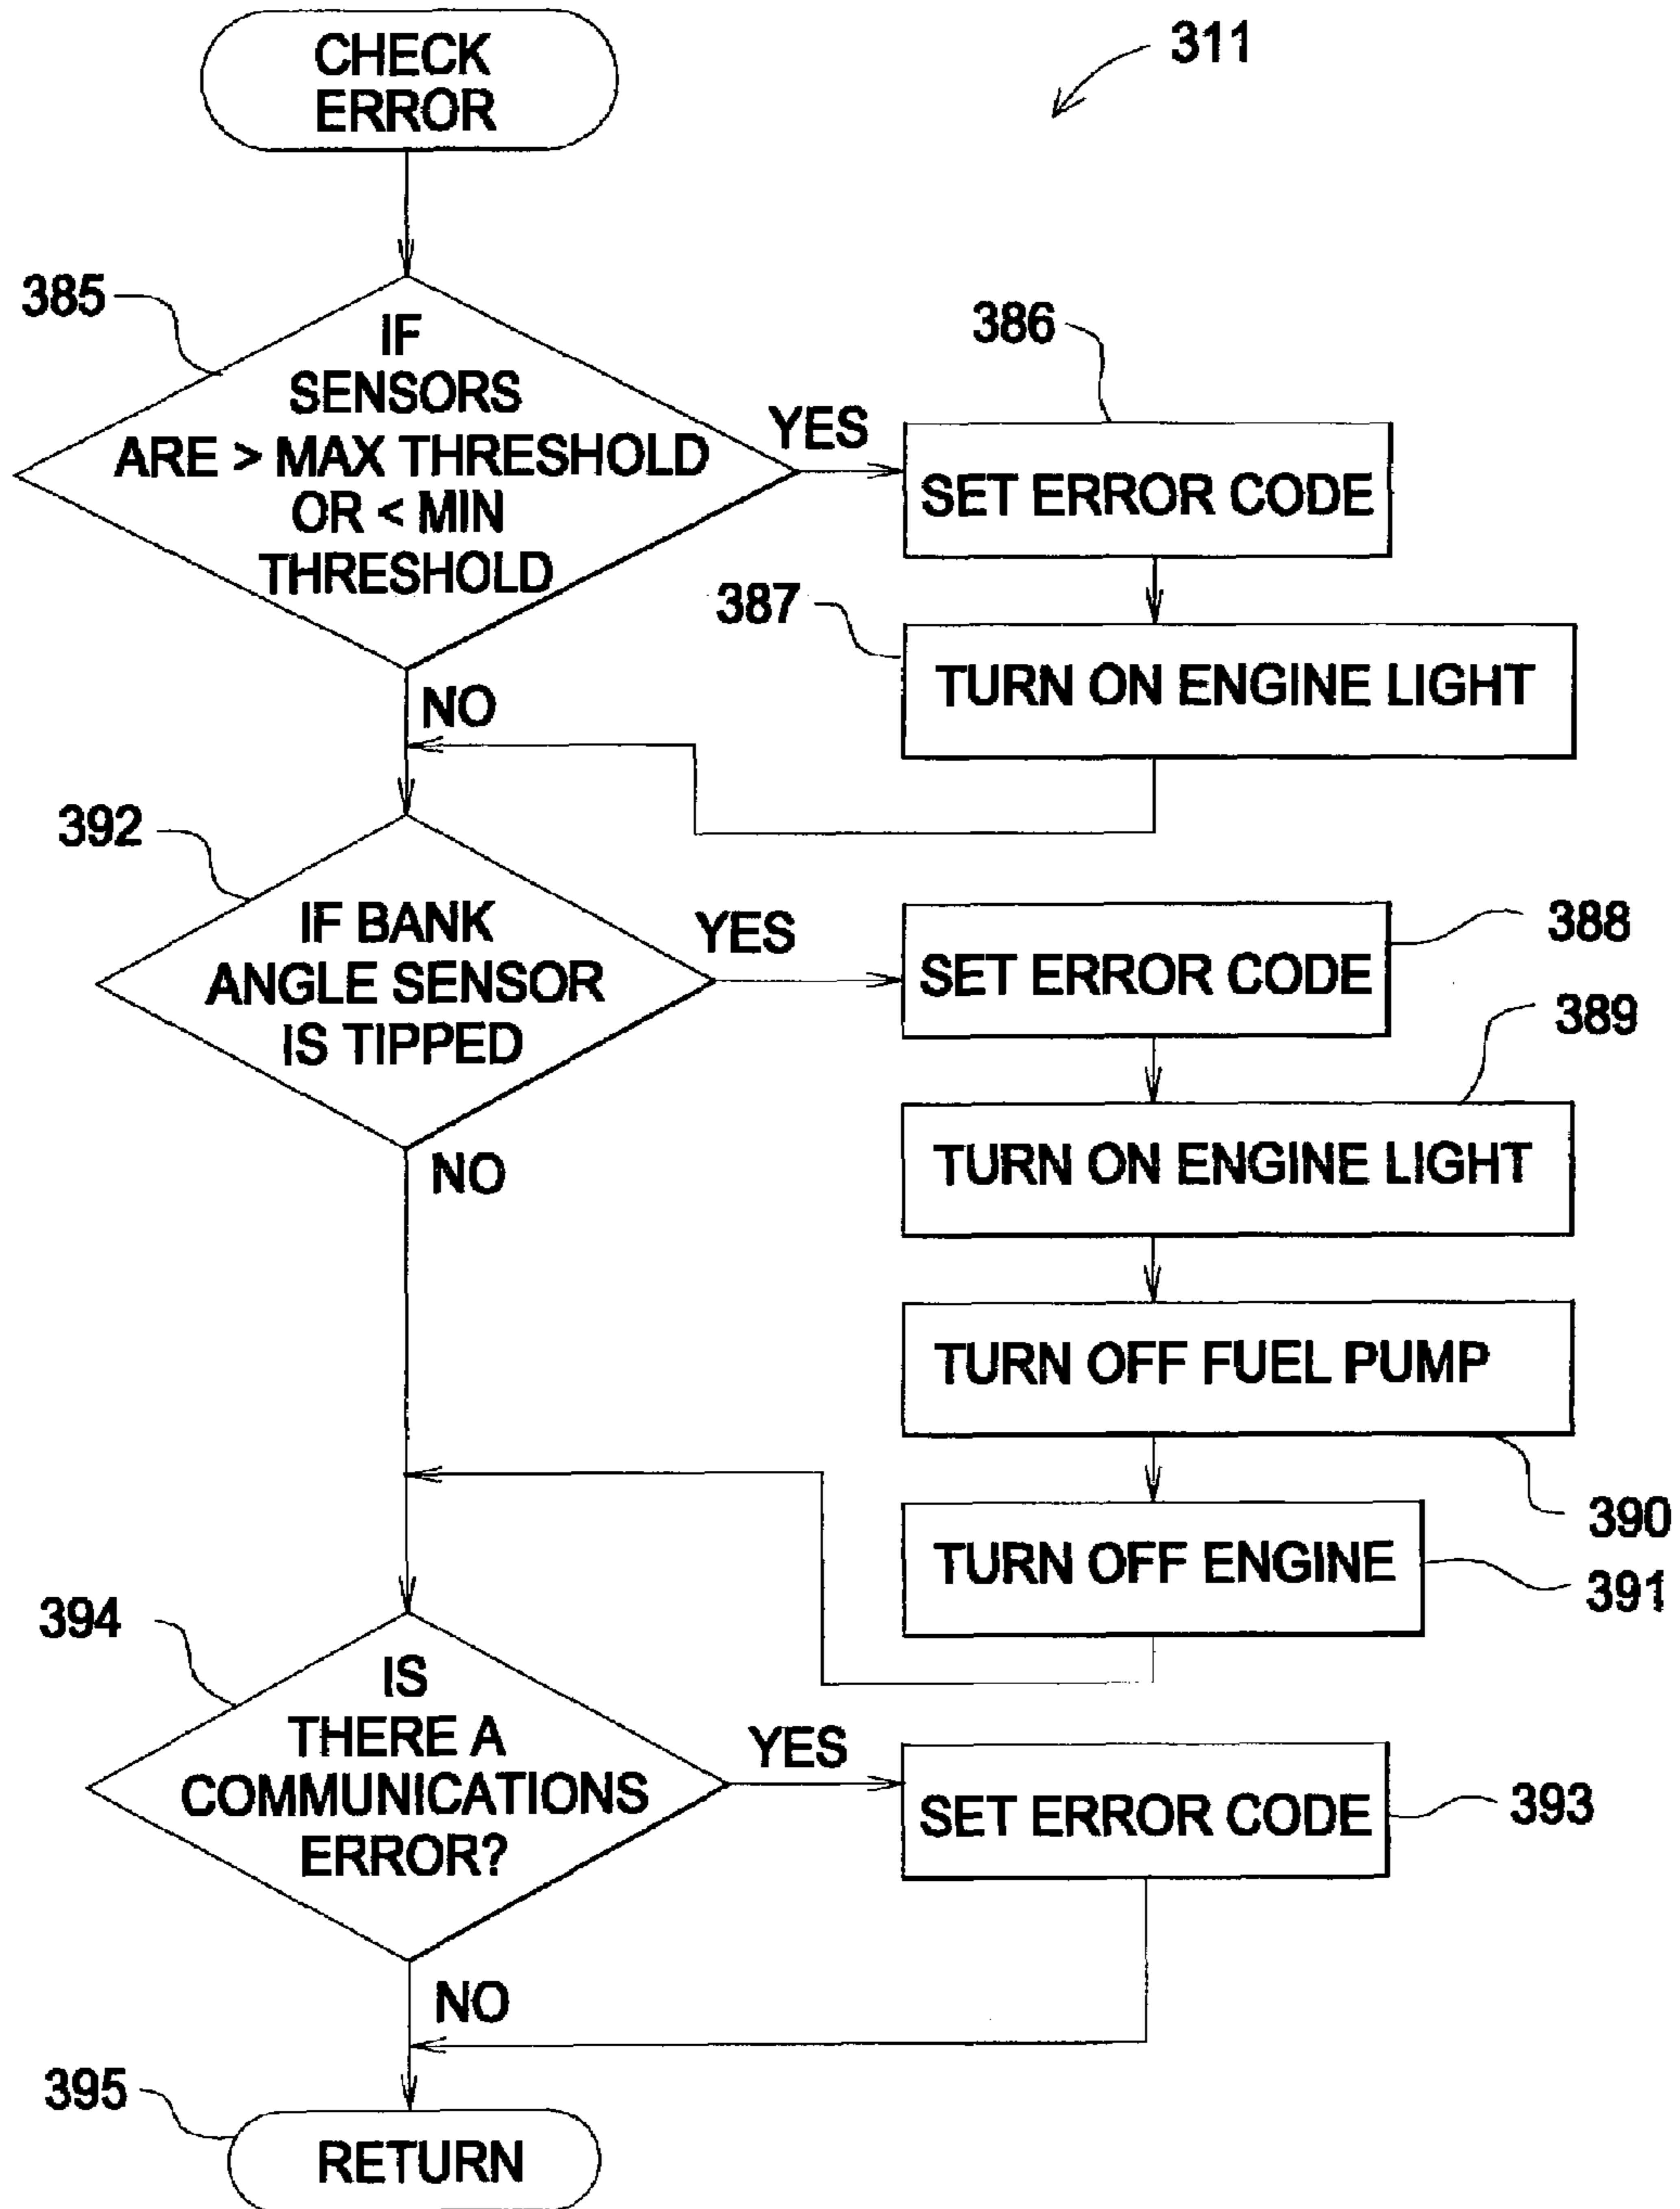 CHECK
ERROR
311
385
IF
SENSORS
ARE > MAX THRESHOLD
OR < MIN
THRESHOLD
YES
386
SET ERROR CODE
387
TURN ON ENGINE LIGHT
NO
392
IF BANK
ANGLE SENSOR
IS TIPPED
YES
388
SET ERROR CODE
389
TURN ON ENGINE LIGHT
NO
TURN OFF FUEL PUMP
390
TURN OFF ENGINE
391
394
IS
THERE A
COMMUNICATIONS
ERROR?
YES
SET ERROR CODE
393
NO
395
RETURN